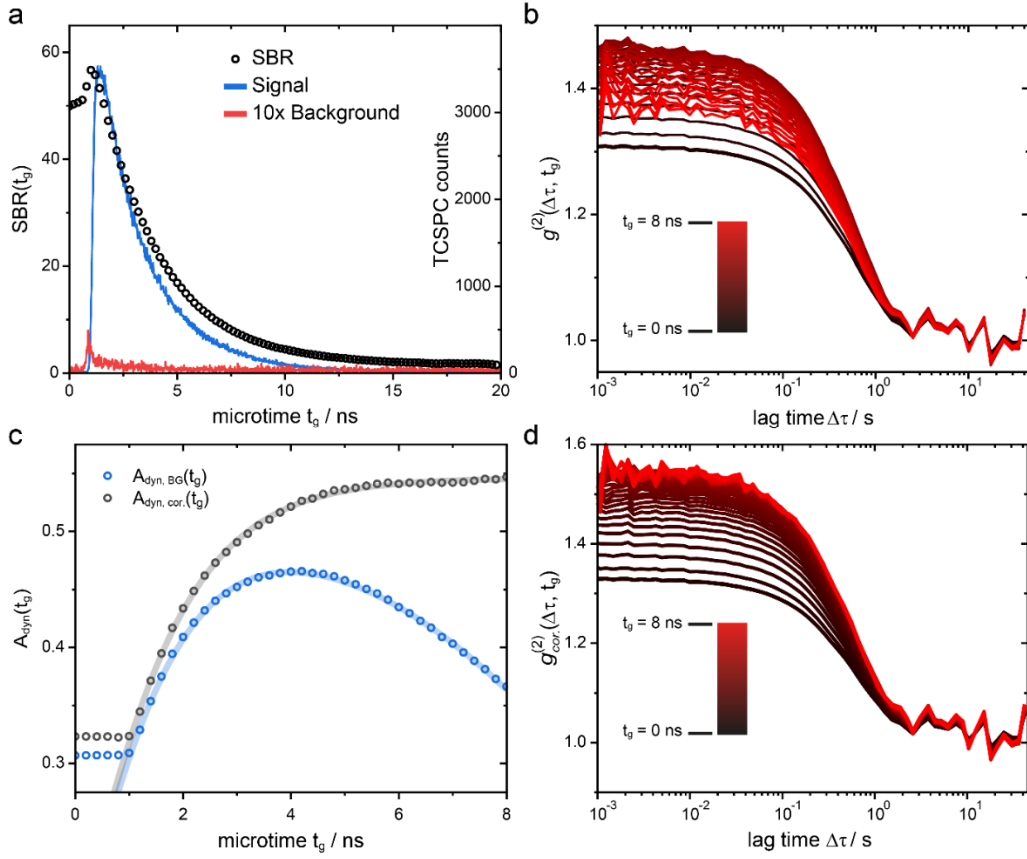 a
SBR
Signal
10x Background
SBR(t_g)
60
40
20
0
TCSPC counts
3000
2000
1000
0
0 5 10 15 20
microtime t_g / ns
b
g^(2)(Δτ, t_g)
1.4
1.3
1.2
1.1
1.0
t_g = 8 ns
t_g = 0 ns
10^-3 10^-2 10^-1 10^0 10^1
lag time Δτ / s
c
A_dyn, BG(t_g)
A_dyn, cor.(t_g)
A_dyn(t_g)
0.5
0.4
0.3
0 2 4 6 8
microtime t_g / ns
d
g_cor.^(2)(Δτ, t_g)
1.6
1.4
1.2
1.0
t_g = 8 ns
t_g = 0 ns
10^-3 10^-2 10^-1 10^0 10^1
lag time Δτ / s